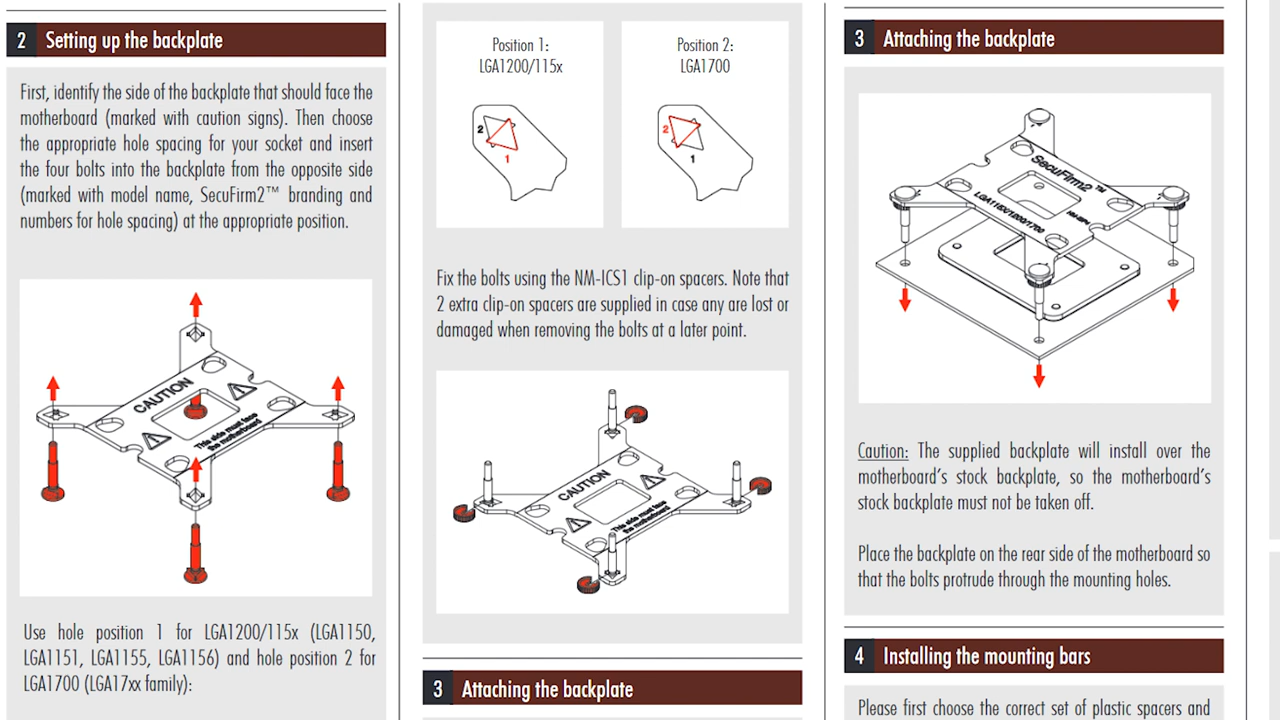 2 Setting up the backplate
First, identify the side of the backplate that should face the
motherboard (marked with caution signs). Then choose
the appropriate hole spacing for your socket and insert
the four bolts into the backplate from the opposite side
(marked with model name, SecuFirm2™ branding and
numbers for hole spacing) at the appropriate position.
CAUTION
This side must face
the motherboard
Use hole position 1 for LGA1200/115x (LGA1150,
LGA1151, LGA1155, LGA1156) and hole position 2 for
LGA1700 (LGA17xx family):
Position 1:
LGA1200/115x
2
1
Position 2:
LGA1700
2
1
Fix the bolts using the NM-ICS1 clip-on spacers. Note that
2 extra clip-on spacers are supplied in case any are lost or
damaged when removing the bolts at a later point.
CAUTION
This side must face
the motherboard
3 Attaching the backplate
3 Attaching the backplate
SecuFirm2™
LGA115X/1200/1700
Caution: The supplied backplate will install over the
motherboard's stock backplate, so the motherboard's
stock backplate must not be taken off.
Place the backplate on the rear side of the motherboard so
that the bolts protrude through the mounting holes.
4 Installing the mounting bars
Please first choose the correct set of plastic spacers and